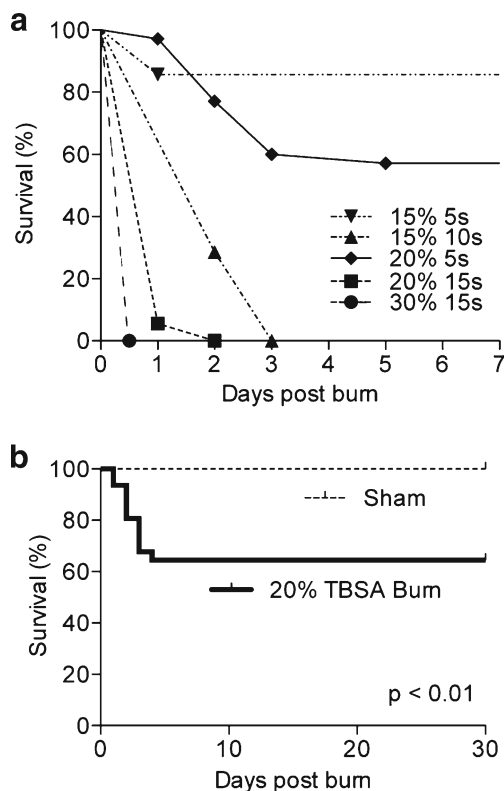 a
100
80
60
40
20
0
Survival (%)
15% 5s
15% 10s
20% 5s
20% 15s
30% 15s
0 1 2 3 4 5 6 7
Days post burn
b
100
80
60
40
20
0
Survival (%)
Sham
20% TBSA Burn
p < 0.01
0 10 20 30
Days post burn